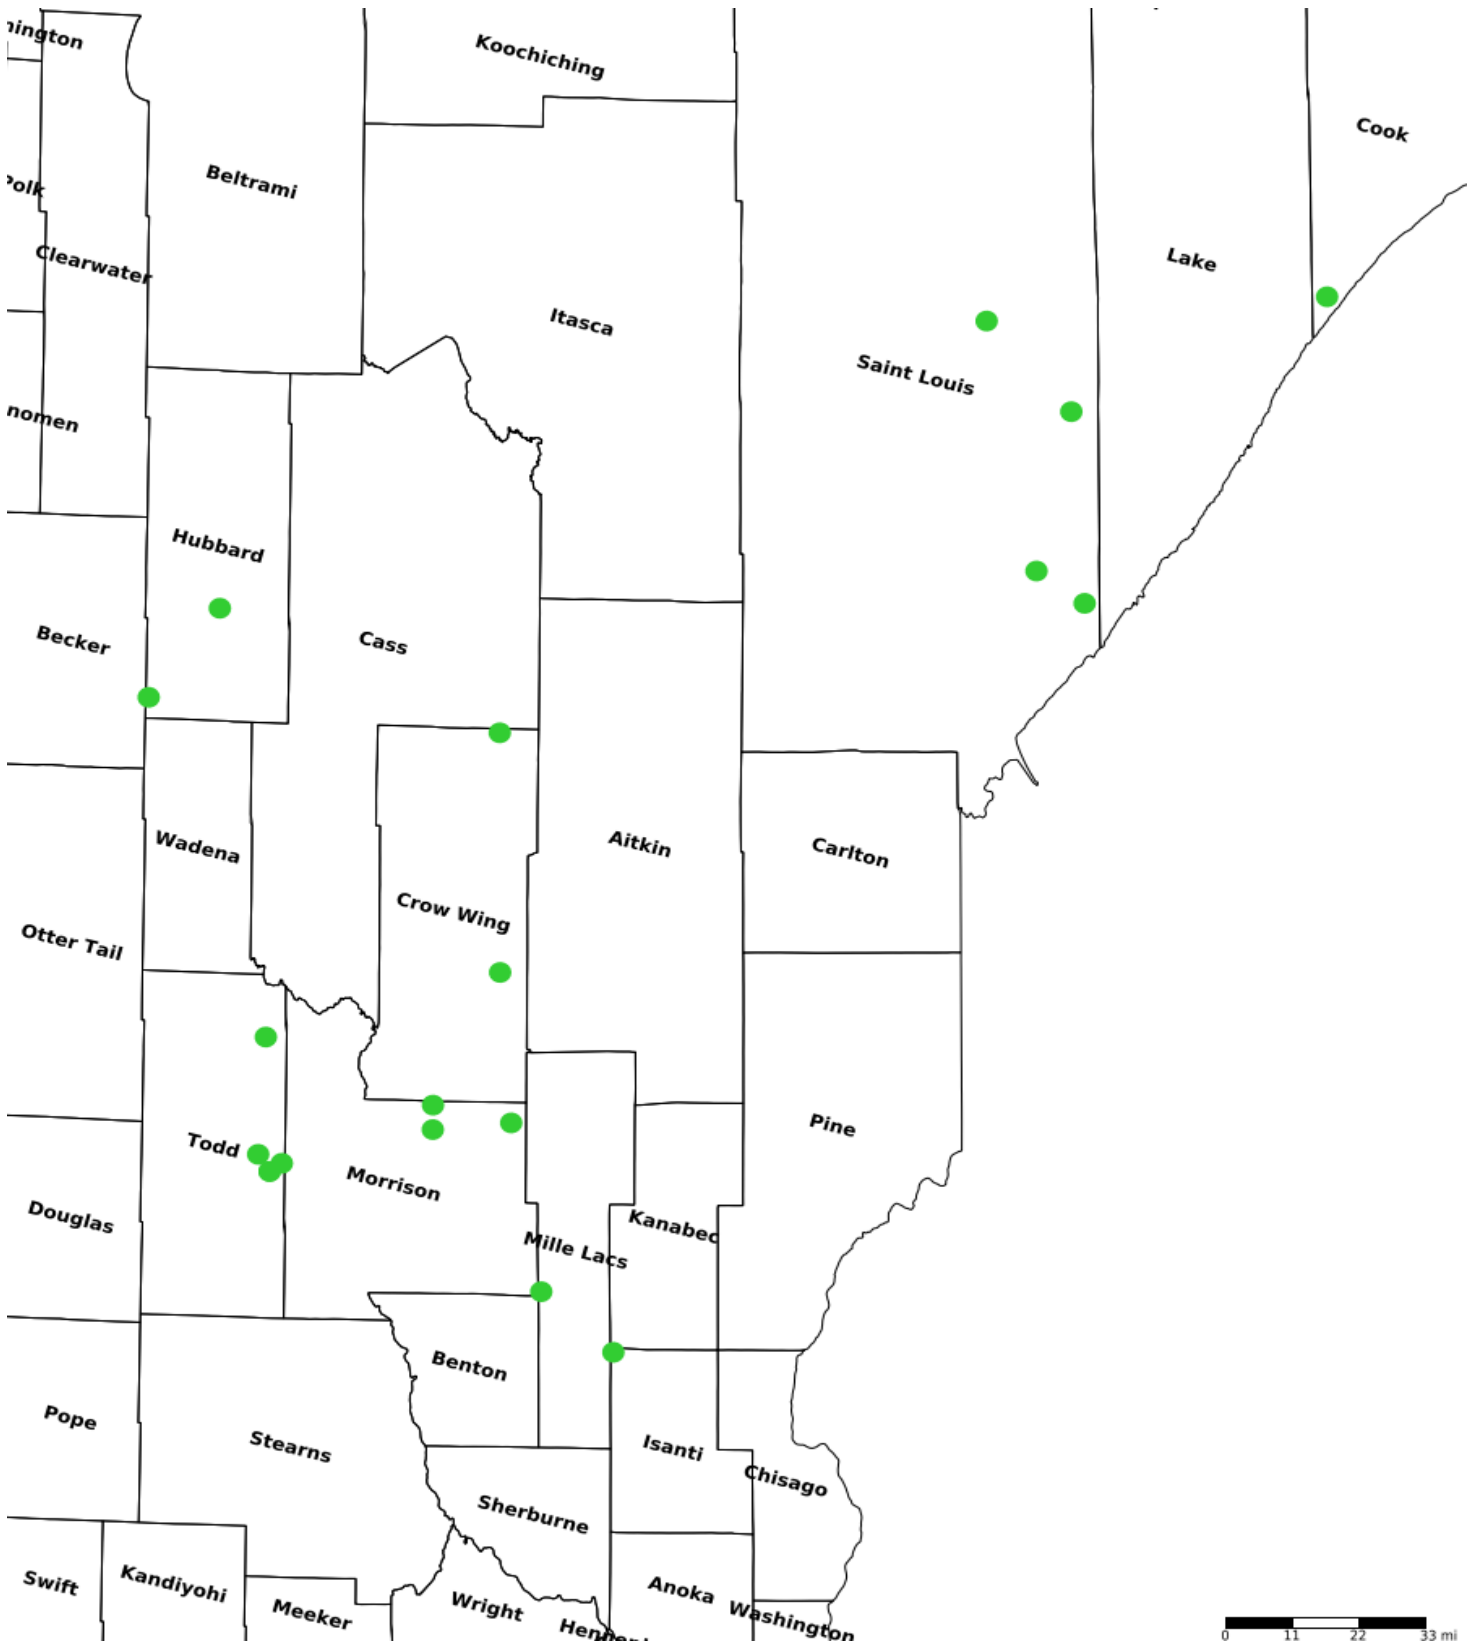 nington
Koochiching
Cook
Beltrami
Polk
Clearwater
Lake
Itasca
Saint Louis
nomen
Hubbard
Becker
Cass
Wadena
Aitkin
Carlton
Crow Wing
Otter Tail
Pine
Todd
Morrison
Douglas
Kanabec
Mille Lacs
Benton
Pope
Stearns
Isanti
Chisago
Sherburne
Swift
Kandiyohi
Meeker
Wright
Anoka
Washington
0 11 22 33 mi